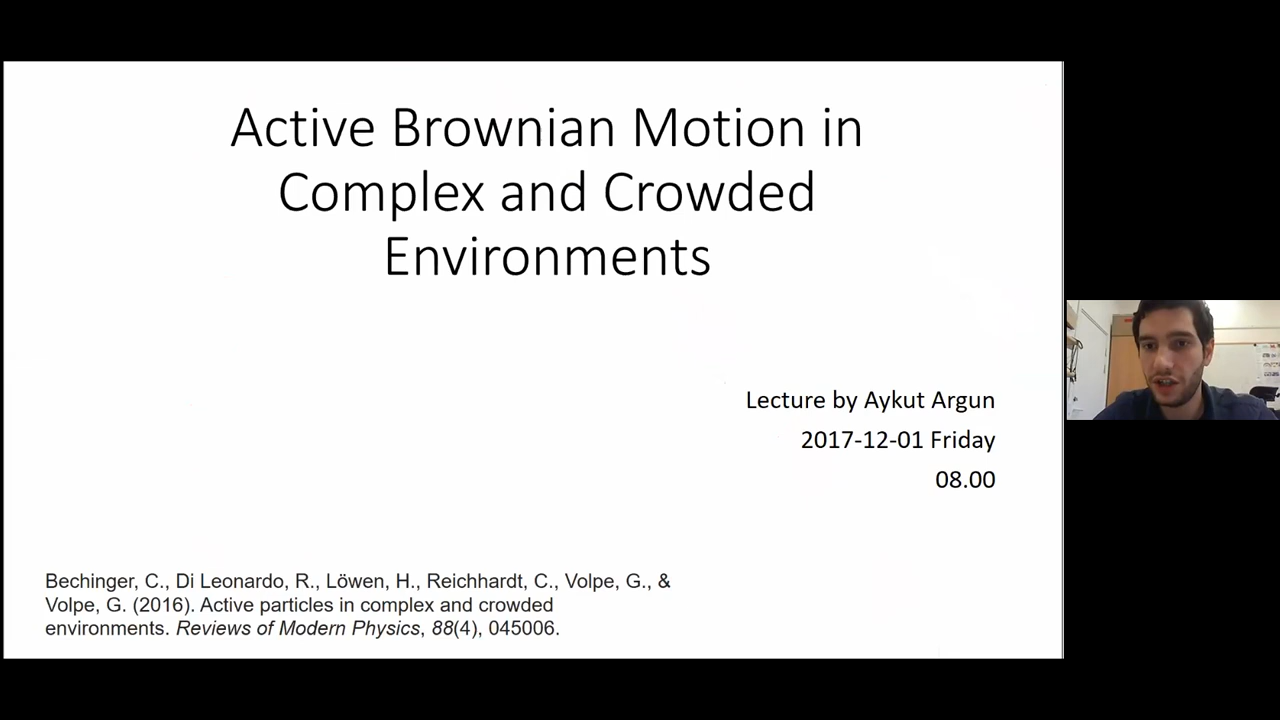 Active Brownian Motion in
Complex and Crowded
Environments
Lecture by Aykut Argun
2017-12-01 Friday
08.00
Bechinger, C., Di Leonardo, R., Löwen, H., Reichhardt, C., Volpe, G., &
Volpe, G. (2016). Active particles in complex and crowded
environments. Reviews of Modern Physics, 88(4), 045006.